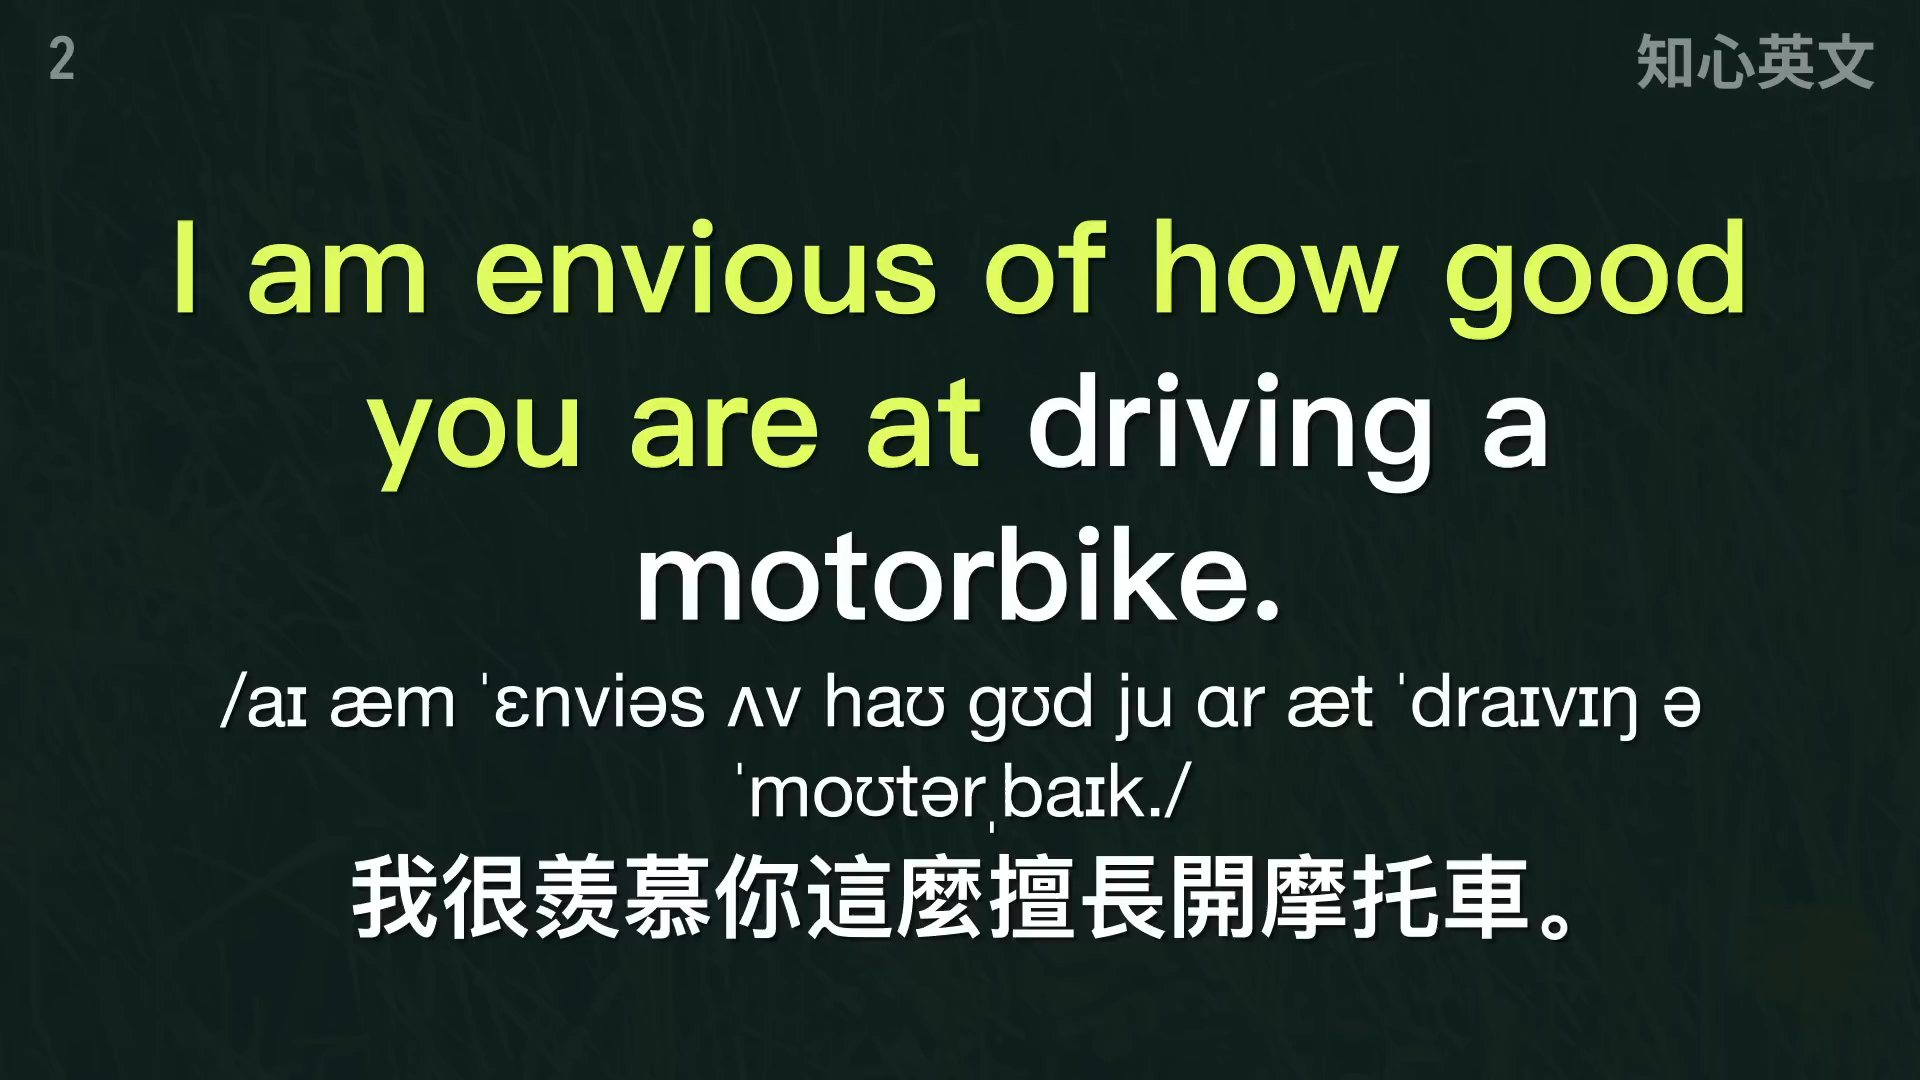 2
知心英文
I am envious of how good
you are at driving a
motorbike.
/aɪ æm ˈɛnviəs ʌv haʊ gʊd ju ɑr æt ˈdraɪvɪŋ ə
ˈmoʊtərˌbaɪk./
我很羨慕你這麼擅長開摩托車。